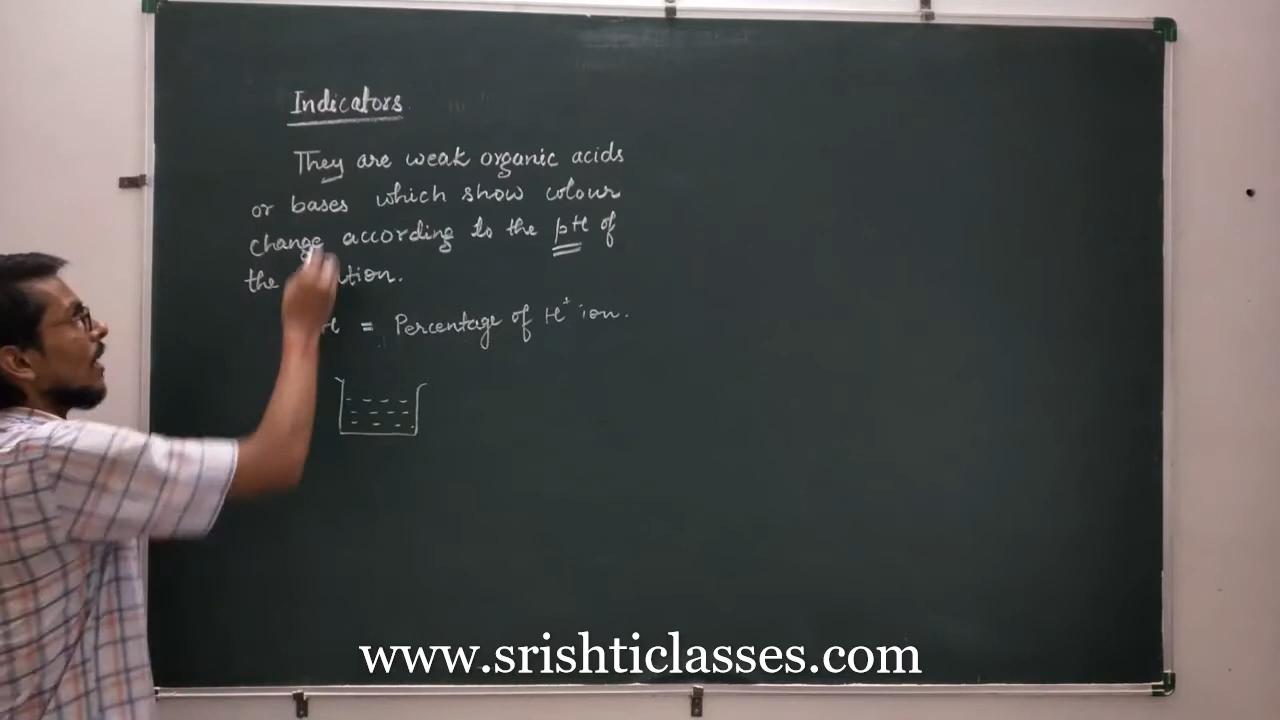 Indicators
They are weak organic acids
or bases which show colour
change according to the pH of
the
= Percentage of H⁺ ion.
www.srishticlasses.com